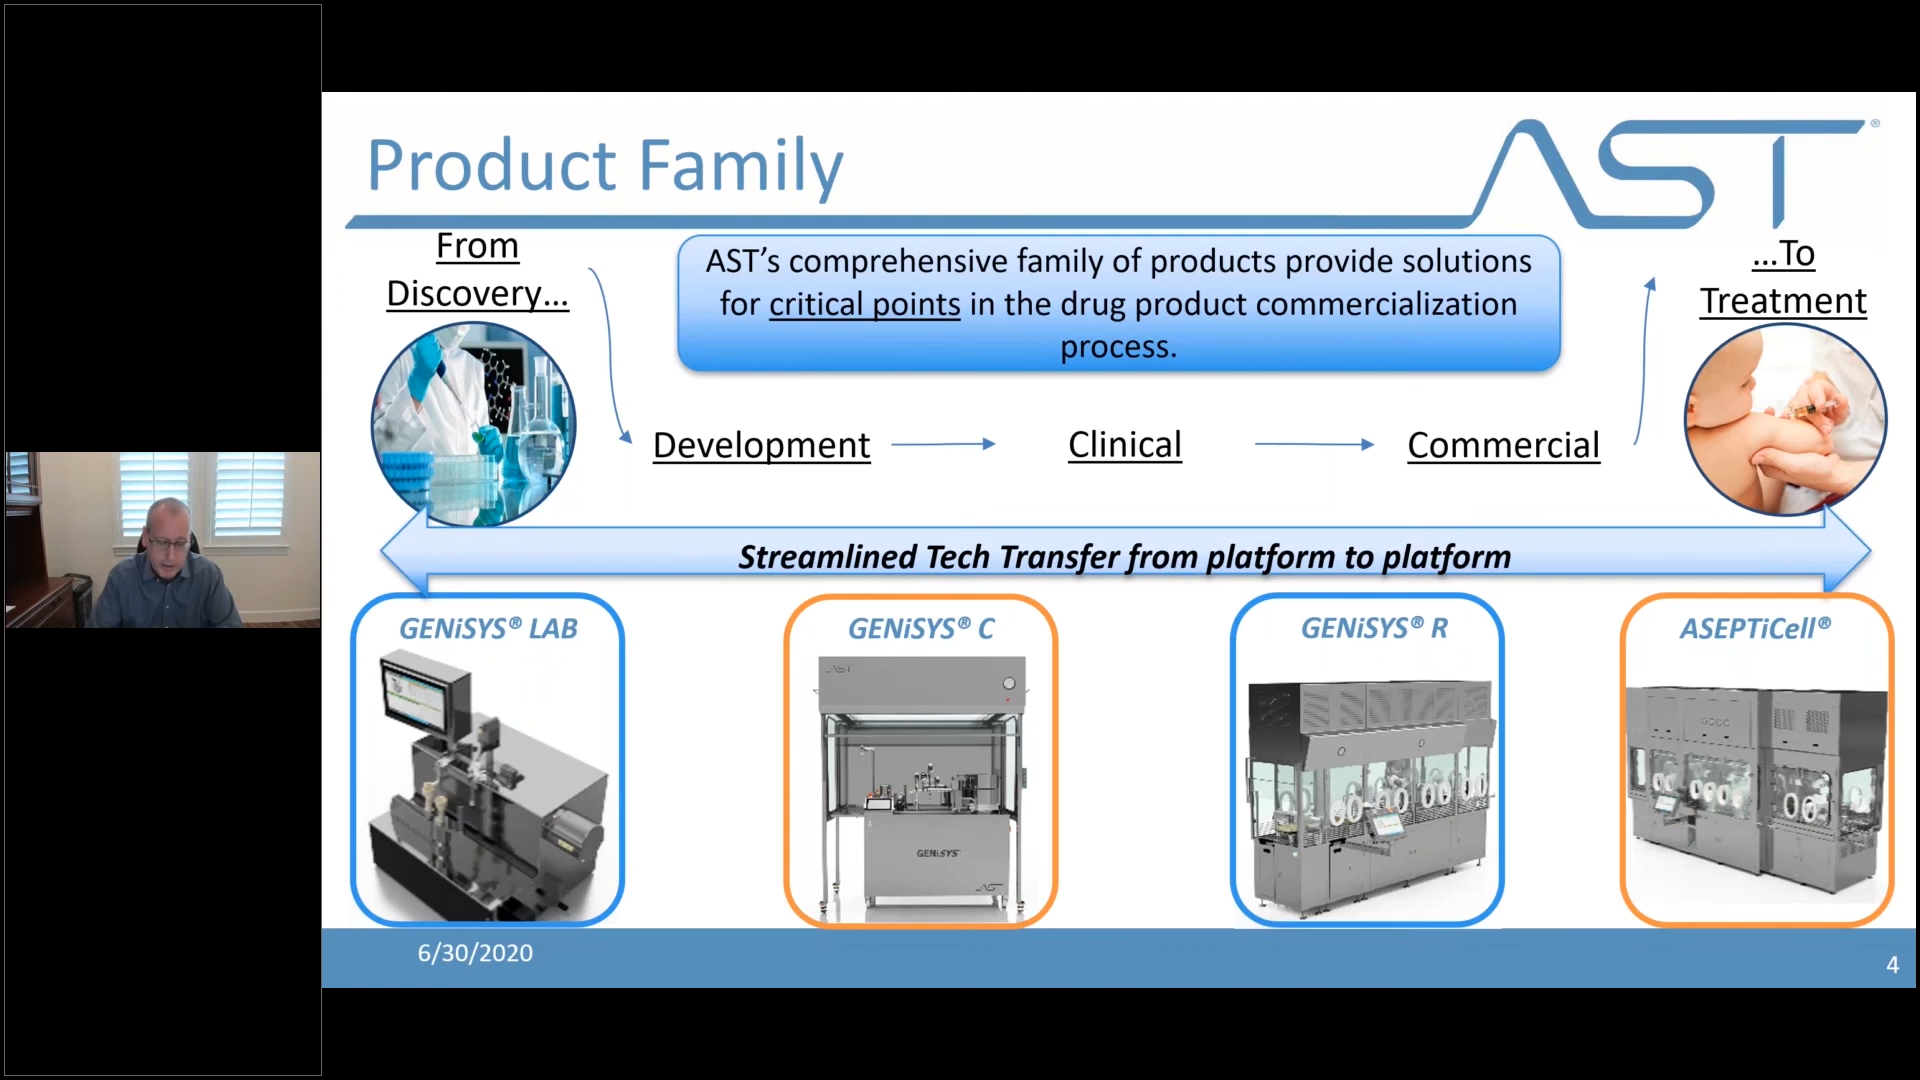 Product Family
AST®
From
Discovery...
AST’s comprehensive family of products provide solutions
for critical points in the drug product commercialization
process.
...To
Treatment
Development
Clinical
Commercial
Streamlined Tech Transfer from platform to platform
GENiSYS® LAB
GENiSYS® C
GENiSYS® R
ASEPTiCell®
AST
GENiSYS
AST
6/30/2020
4